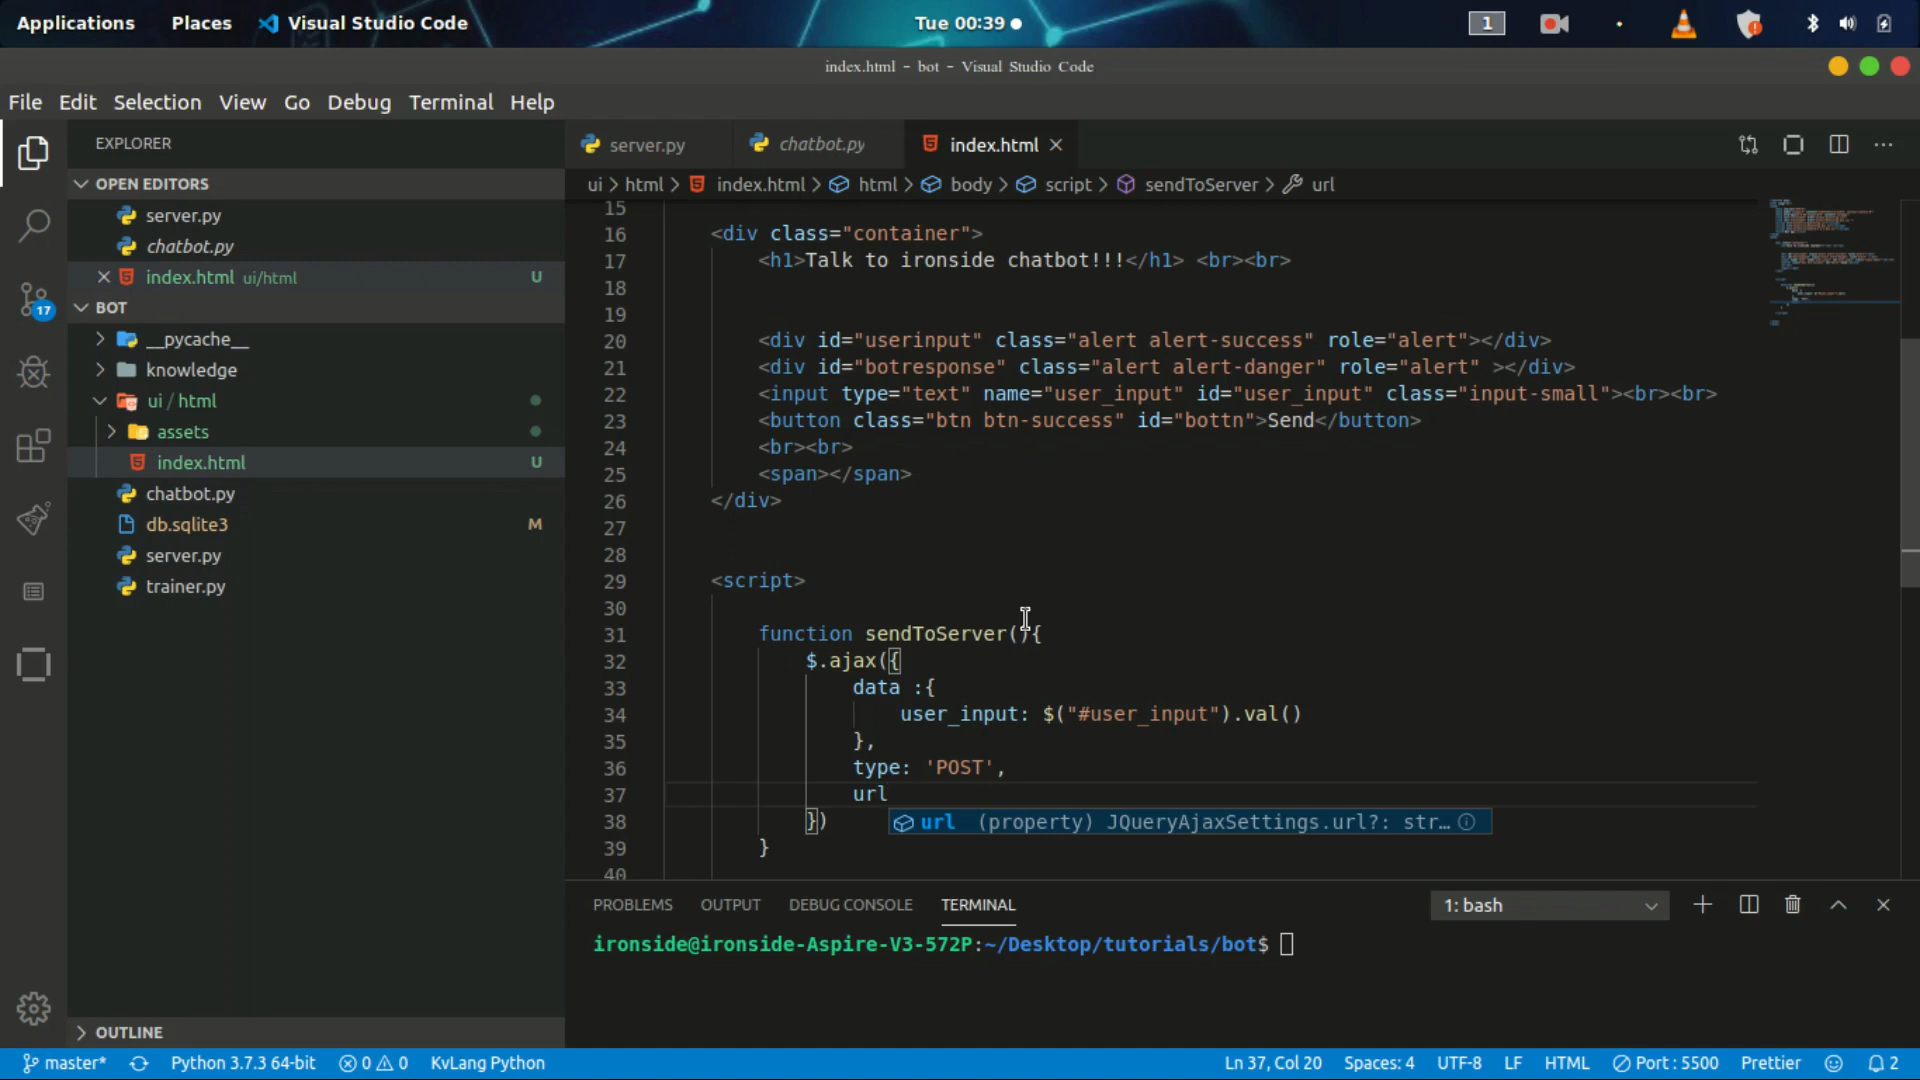 Applications Places Visual Studio Code Tue 00:39 1
index.html - bot - Visual Studio Code
File Edit Selection View Go Debug Terminal Help
EXPLORER
OPEN EDITORS
server.py
chatbot.py
index.html ui/html U
BOT
__pycache__
knowledge
ui / html
assets
index.html U
chatbot.py
db.sqlite3 M
server.py
trainer.py
OUTLINE
17
server.py chatbot.py index.html
ui > html > index.html > html > body > script > sendToServer > url
15
16 <div class="container">
17 <h1>Talk to ironside chatbot!!!</h1> <br><br>
18
19
20 <div id="userinput" class="alert alert-success" role="alert"></div>
21 <div id="botresponse" class="alert alert-danger" role="alert" ></div>
22 <input type="text" name="user_input" id="user_input" class="input-small"><br><br>
23 <button class="btn btn-success" id="bottn">Send</button>
24 <br><br>
25 <span></span>
26 </div>
27
28
29 <script>
30
31 function sendToServer(){
32 $.ajax({
33 data :{
34 user_input: $("#user_input").val()
35 },
36 type: 'POST',
37 url
38 })
url (property) JQueryAjaxSettings.url?: str…
39 }
40
PROBLEMS OUTPUT DEBUG CONSOLE TERMINAL 1: bash
ironside@ironside-Aspire-V3-572P:~/Desktop/tutorials/bot$
master* Python 3.7.3 64-bit 0 0 KvLang Python Ln 37, Col 20 Spaces: 4 UTF-8 LF HTML Port : 5500 Prettier 2